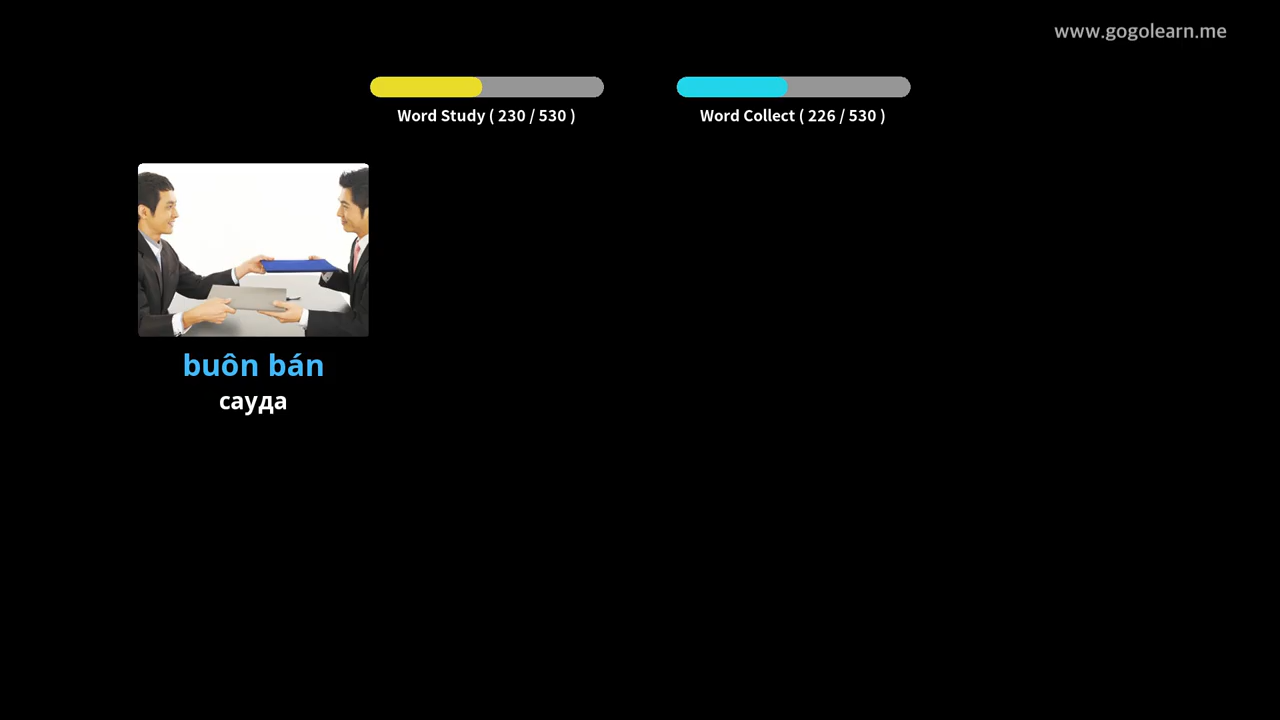 www.gogolearn.me
Word Study ( 230 / 530 )
Word Collect ( 226 / 530 )
buôn bán
сауда